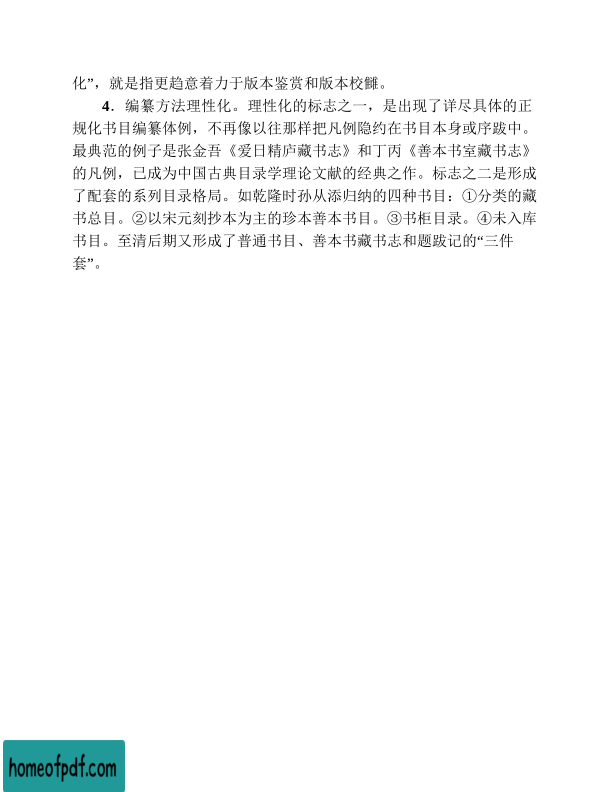 化”，就是指更趋意着力于版本鉴赏和版本校雠。
4．编纂方法理性化。理性化的标志之一，是出现了详尽具体的正
规化书目编纂体例，不再像以往那样把凡例隐约在书目本身或序跋中。
最典范的例子是张金吾《爱日精庐藏书志》和丁丙《善本书室藏书志》
的凡例，已成为中国古典目录学理论文献的经典之作。标志之二是形成
了配套的系列目录格局。如乾隆时孙从添归纳的四种书目：①分类的藏
书总目。②以宋元刻抄本为主的珍本善本书目。③书柜目录。④未入库
书目。至清后期又形成了普通书目、善本书藏书志和题跋记的“三件
套”。
homeofpdf.com